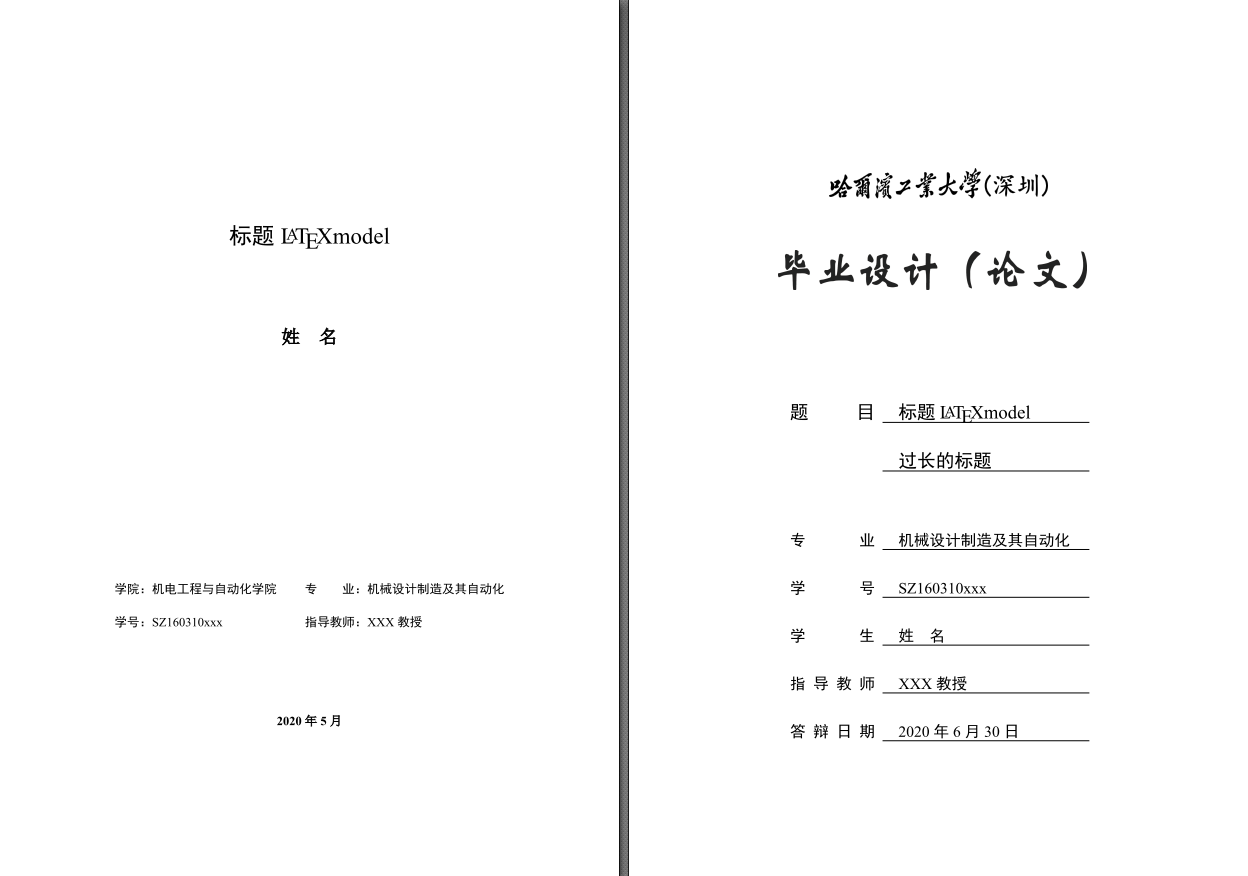 标题 LATEXmodel
姓 名
学院：机电工程与自动化学院 专 业：机械设计制造及其自动化
学号：SZ160310xxx 指导教师：XXX 教授
2020 年 5 月
哈爾濱工業大學(深圳)
毕业设计（论文）
题 目 标题 LATEXmodel
过长的标题
专 业 机械设计制造及其自动化
学 号 SZ160310xxx
学 生 姓 名
指 导 教 师 XXX 教授
答 辩 日 期 2020 年 6 月 30 日